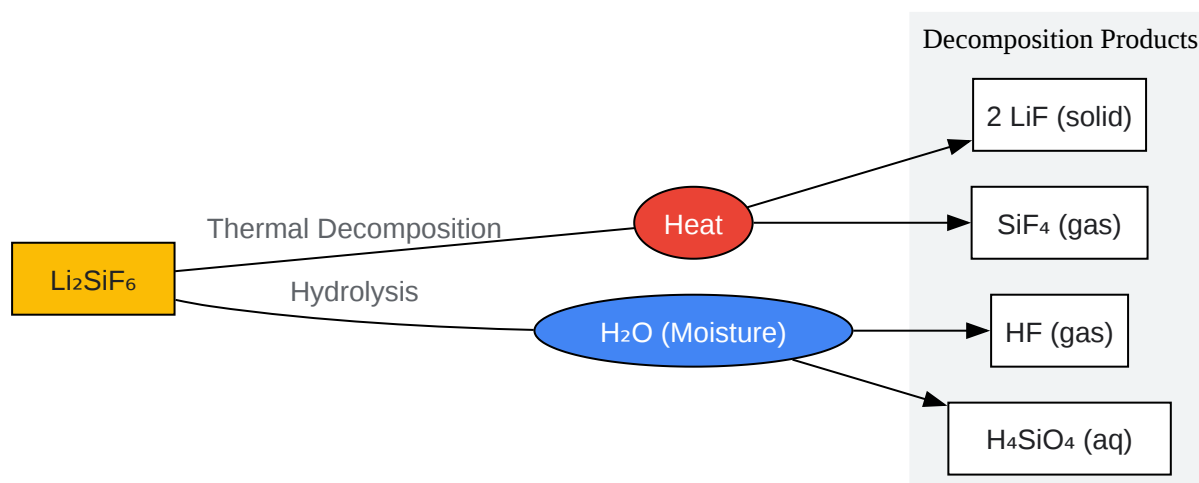 Decomposition Products
2 LiF (solid)
Thermal Decomposition
Heat
SiF₄ (gas)
Li₂SiF₆
Hydrolysis
H₂O (Moisture)
HF (gas)
H₄SiO₄ (aq)